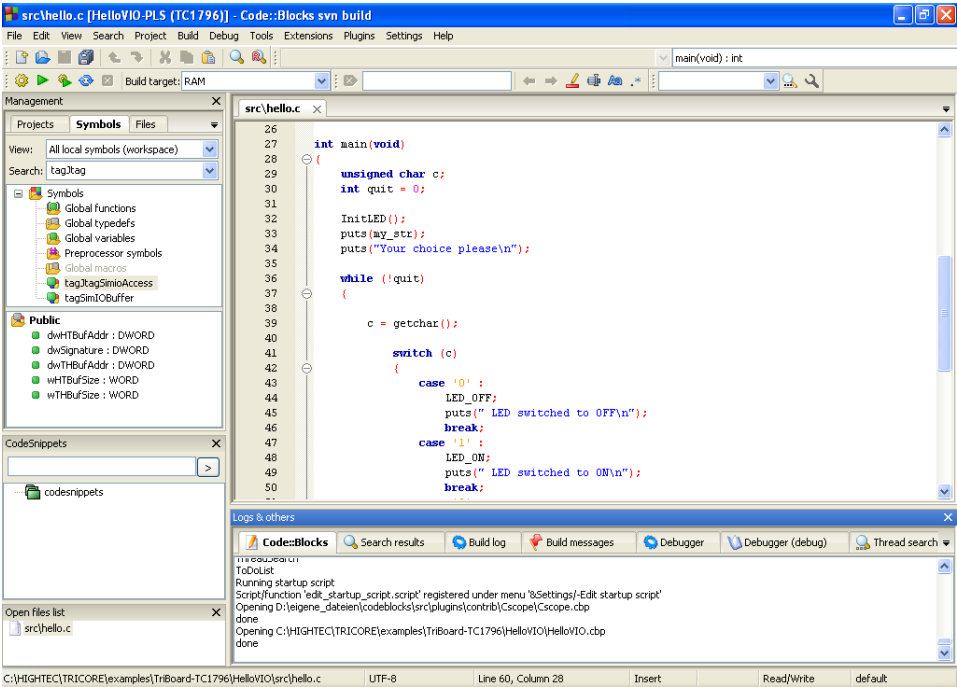 src\hello.c [HelloVIO-PLS (TC1796)] - Code::Blocks svn build
File Edit View Search Project Build Debug Tools Extensions Plugins Settings Help
main(void) : int
Build target: RAM
Management
Projects Symbols Files
View: All local symbols (workspace)
Search: tagJtag
Symbols
Global functions
Global typedefs
Global variables
Preprocessor symbols
Global macros
tagJtagSimioAccess
tagSimIOBuffer
Public
dwHTBufAddr : DWORD
dwSignature : DWORD
dwTHBufAddr : DWORD
wHTBufSize : WORD
wTHBufSize : WORD
CodeSnippets
>
codesnippets
Open files list
src\hello.c
src\hello.c
26
27 int main(void)
28 {
29 unsigned char c;
30 int quit = 0;
31
32 InitLED();
33 puts(my_str);
34 puts("Your choice please\n");
35
36 while (!quit)
37 {
38
39 c = getchar();
40
41 switch (c)
42 {
43 case '0' :
44 LED_OFF;
45 puts(" LED switched to OFF\n");
46 break;
47 case '1' :
48 LED_ON;
49 puts(" LED switched to ON\n");
50 break;
Logs & others
Code::Blocks Search results Build log Build messages Debugger Debugger (debug) Thread search
ThreadSearch
ToDoList
Running startup script
Script/function 'edit_startup_script.script' registered under menu '&Settings/-Edit startup script'
Opening D:\eigene_dateien\codeblocks\src\plugins\contrib\Cscope\Cscope.cbp
done
Opening C:\HIGHTEC\TRICORE\examples\TriBoard-TC1796\HelloVIO\HelloVIO.cbp
done
C:\HIGHTEC\TRICORE\examples\TriBoard-TC1796\HelloVIO\src\hello.c UTF-8 Line 60, Column 28 Insert Read/Write default